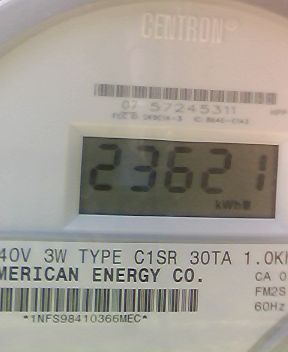 CENTRON®
07 57245311
23621
kWh
40V 3W TYPE C1SR 30TA 1.0K
MERICAN ENERGY CO. CA 0
FM2S
60Hz
*1NFS98410366MEC*